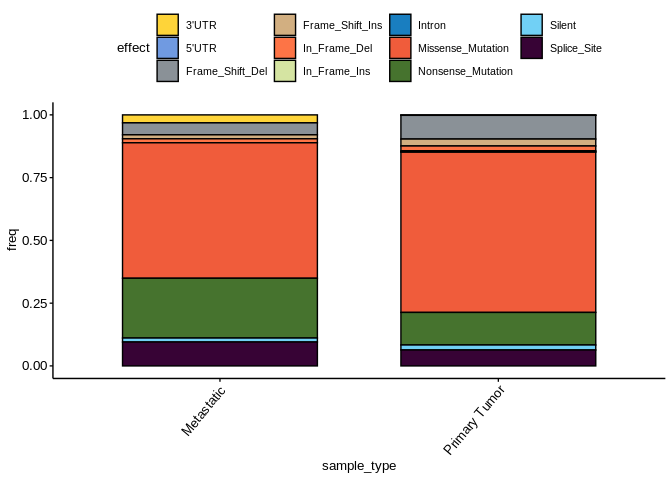 effect
3'UTR
5'UTR
Frame_Shift_Del
Frame_Shift_Ins
In_Frame_Del
In_Frame_Ins
Intron
Missense_Mutation
Nonsense_Mutation
Silent
Splice_Site
freq
1.00
0.75
0.50
0.25
0.00
Metastatic
Primary Tumor
sample_type